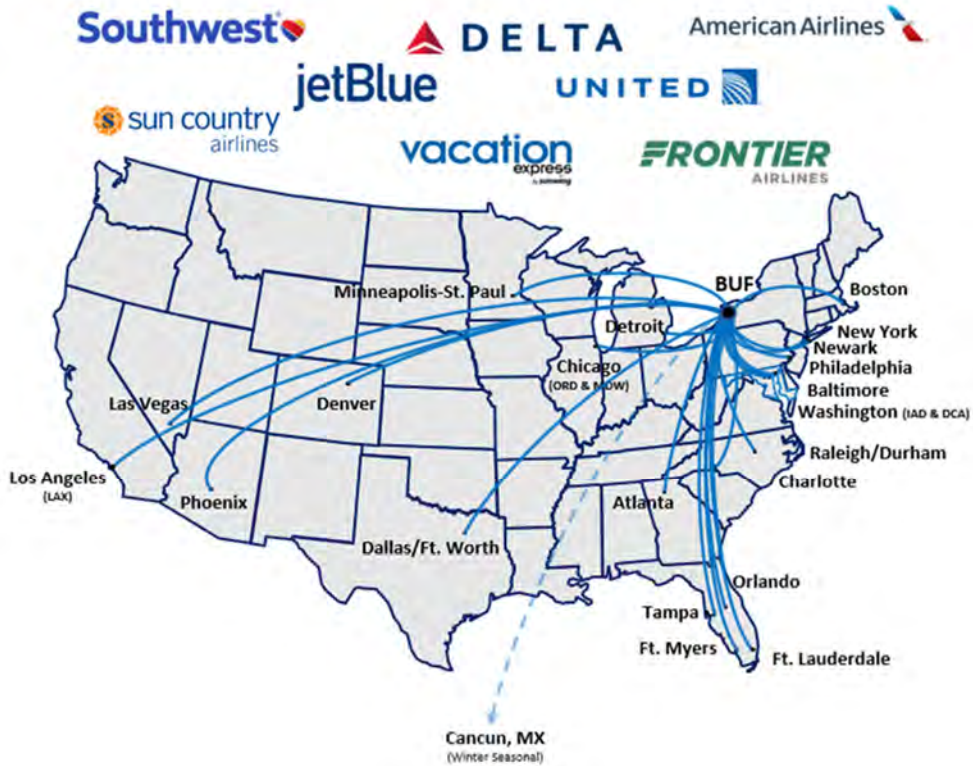 Southwest
DELTA
American Airlines
jetBlue
UNITED
sun country
airlines
vacation
express
by sunwing
FRONTIER
AIRLINES
BUF
Minneapolis-St. Paul
Boston
Detroit
New York
Newark
Chicago
(ORD & MDW)
Philadelphia
Baltimore
Las Vegas
Denver
Washington (IAD & DCA)
Raleigh/Durham
Los Angeles
(LAX)
Charlotte
Phoenix
Atlanta
Dallas/Ft. Worth
Orlando
Tampa
Ft. Myers
Ft. Lauderdale
Cancun, MX
(Winter Seasonal)